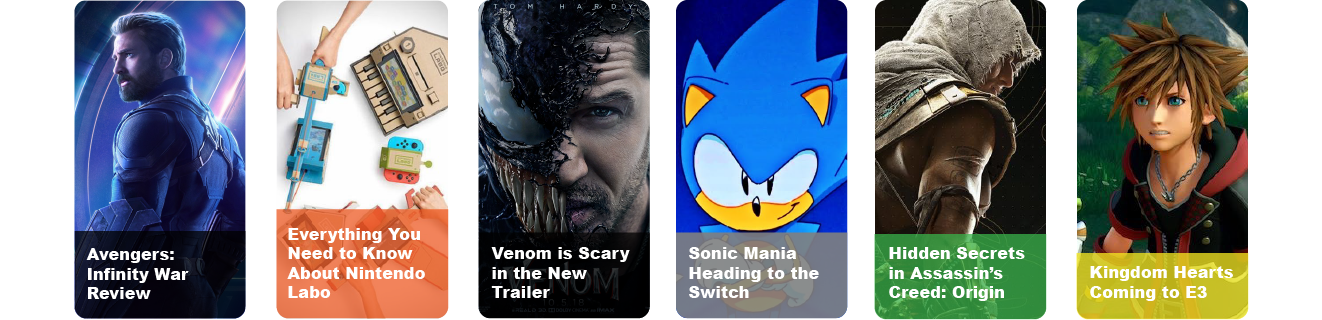 Avengers:
Infinity War
Review
LABO
Everything You
Need to Know
About Nintendo
Labo
TOM HARDY
Venom is Scary
in the New
Trailer
VENOM
Sonic Mania
Heading to the
Switch
Hidden Secrets
in Assassin's
Creed: Origin
Kingdom Hearts
Coming to E3